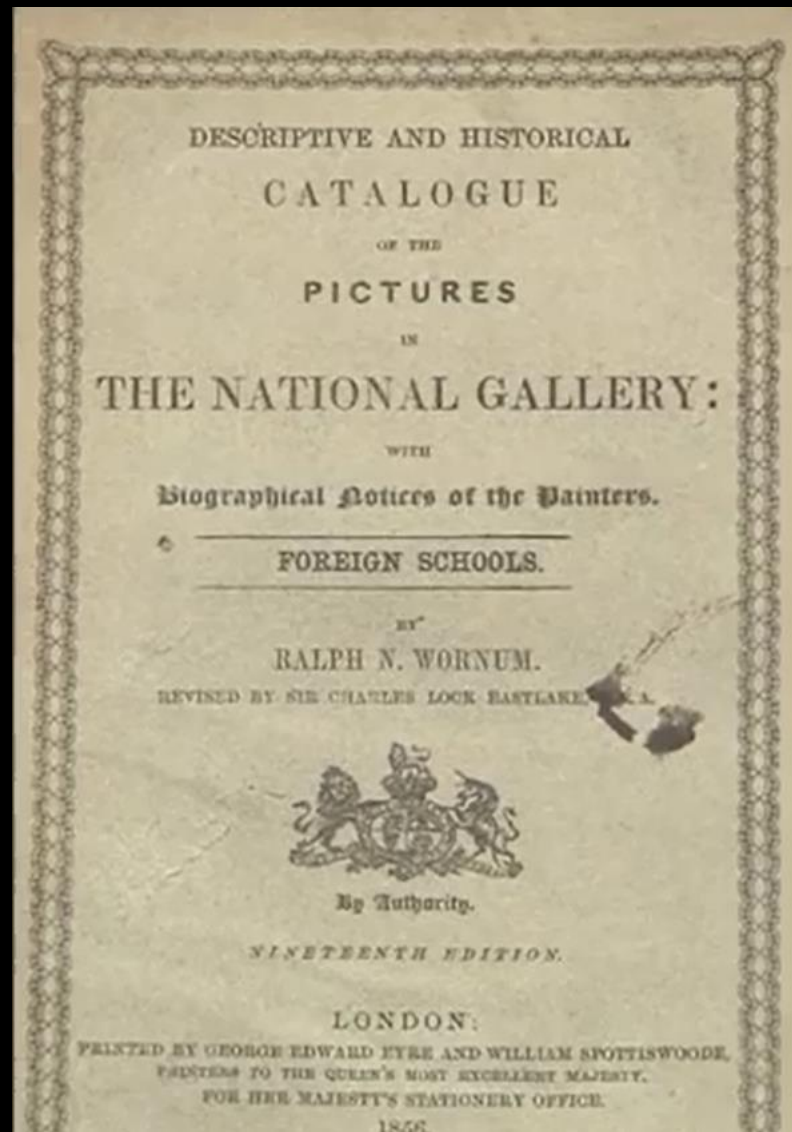 DESCRIPTIVE AND HISTORICAL
CATALOGUE
OF THE
PICTURES
IN
THE NATIONAL GALLERY:
WITH
Biographical Notices of the Painters.
FOREIGN SCHOOLS.
BY
RALPH N. WORNUM.
REVISED BY SIR CHARLES LOCK EASTLAKE, A.
By Authority.
NINETEENTH EDITION.
LONDON:
PRINTED BY GEORGE EDWARD EYRE AND WILLIAM SPOTTISWOODE,
PRINTERS TO THE QUEEN'S MOST EXCELLENT MAJESTY.
FOR HER MAJESTY'S STATIONERY OFFICE.
1856.